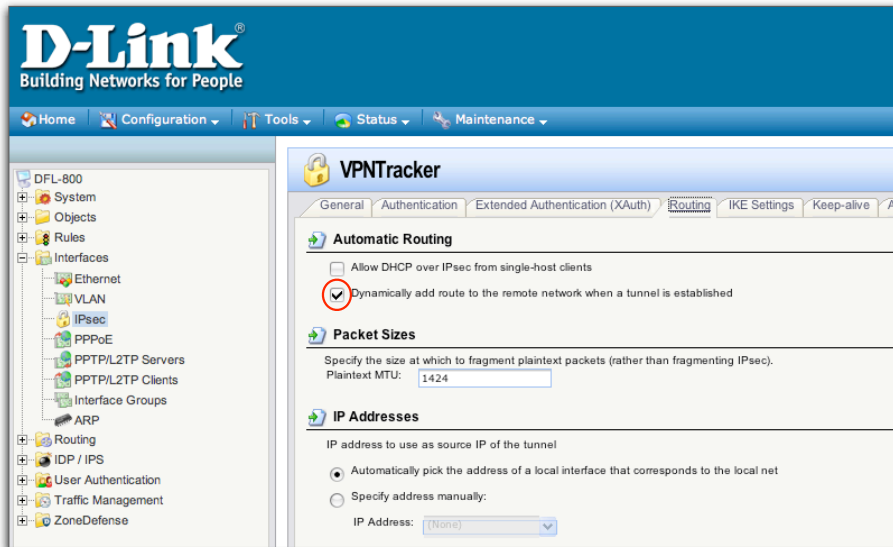 D-Link®
Building Networks for People
Home Configuration Tools Status Maintenance
DFL-800
System
Objects
Rules
Interfaces
Ethernet
VLAN
IPsec
PPPoE
PPTP/L2TP Servers
PPTP/L2TP Clients
Interface Groups
ARP
Routing
IDP / IPS
User Authentication
Traffic Management
ZoneDefense
VPNTracker
General Authentication Extended Authentication (XAuth) Routing IKE Settings Keep-alive A
Automatic Routing
Allow DHCP over IPsec from single-host clients
Dynamically add route to the remote network when a tunnel is established
Packet Sizes
Specify the size at which to fragment plaintext packets (rather than fragmenting IPsec).
Plaintext MTU: 1424
IP Addresses
IP address to use as source IP of the tunnel
Automatically pick the address of a local interface that corresponds to the local net
Specify address manually:
IP Address: (None)